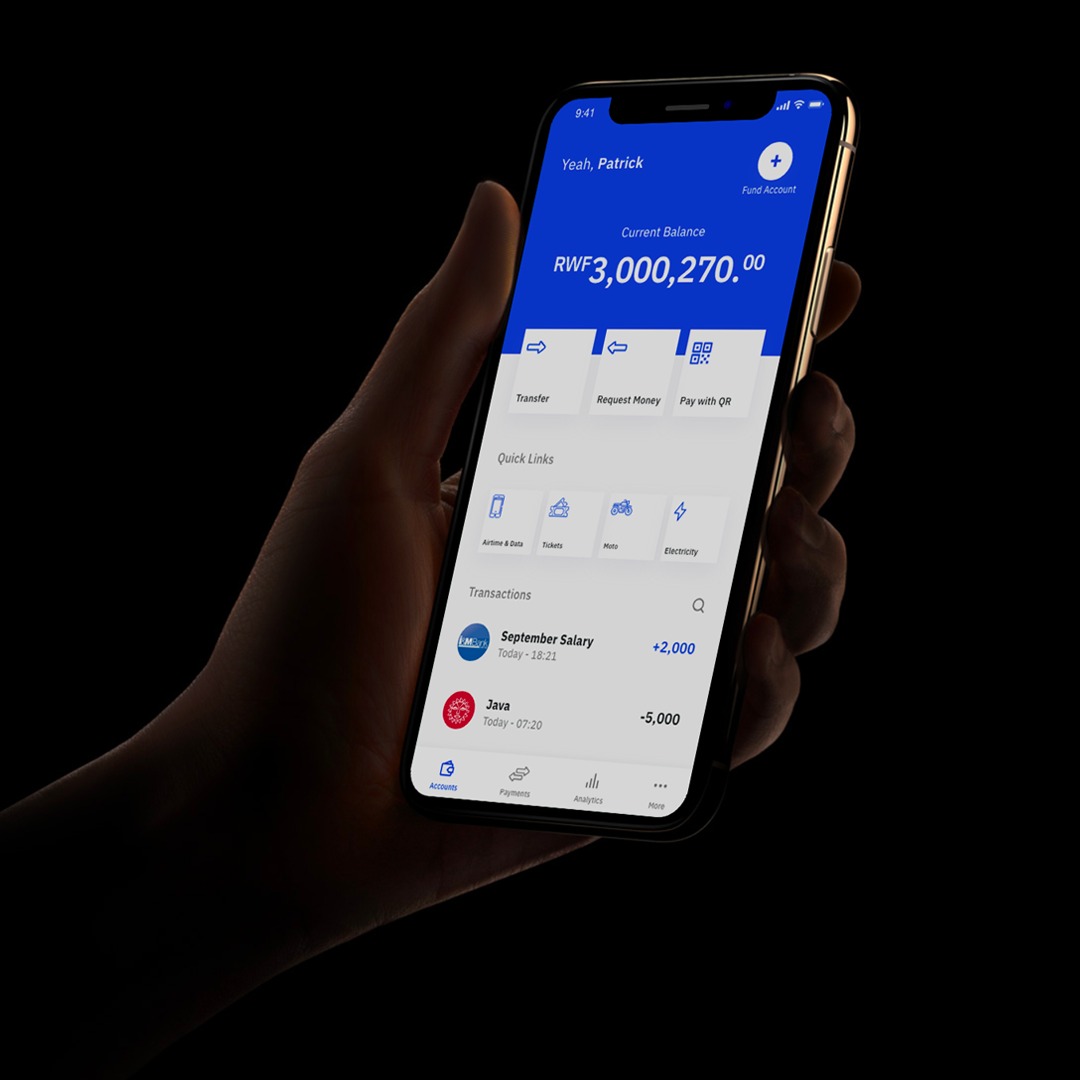 9:41
Yeah, Patrick
Fund Account
Current Balance
RWF3,000,270.00
Transfer
Request Money
Pay with QR
Quick Links
Airtime & Data
Tickets
Moto
Electricity
Transactions
I&M Bank
September Salary
Today - 18:21
+2,000
Java
Today - 07:20
-5,000
Accounts
Payments
Analytics
More